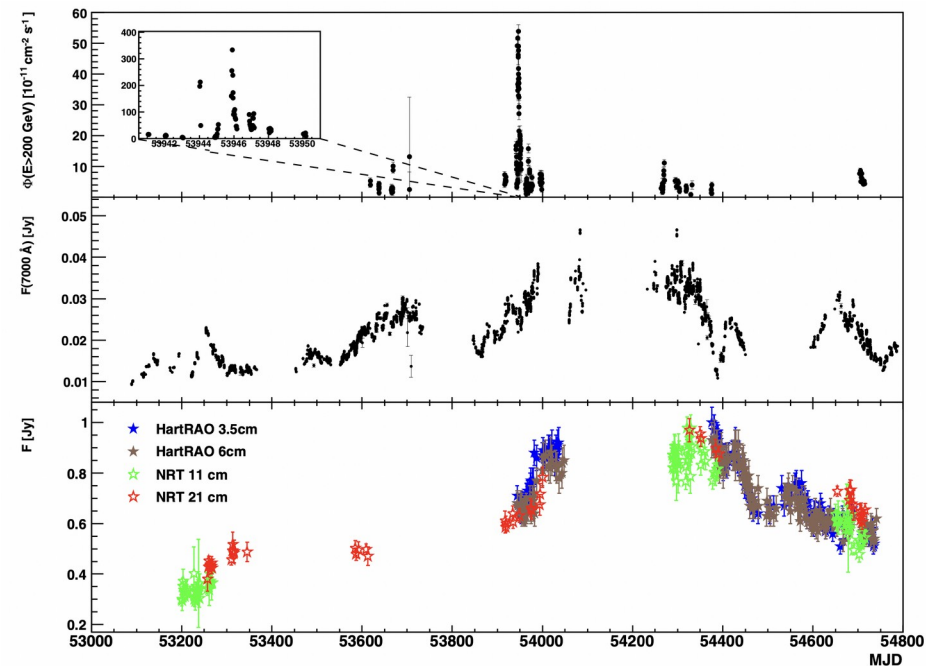 Φ(E>200 GeV) [10⁻¹¹ cm⁻² s⁻¹]
60
50
40
30
20
10
400
300
200
100
0
53942 53944 53946 53948 53950
F(7000 Å) [Jy]
0.05
0.04
0.03
0.02
0.01
F [Jy]
1
0.8
0.6
0.4
0.2
HartRAO 3.5cm
HartRAO 6cm
NRT 11 cm
NRT 21 cm
53000 53200 53400 53600 53800 54000 54200 54400 54600 54800
MJD